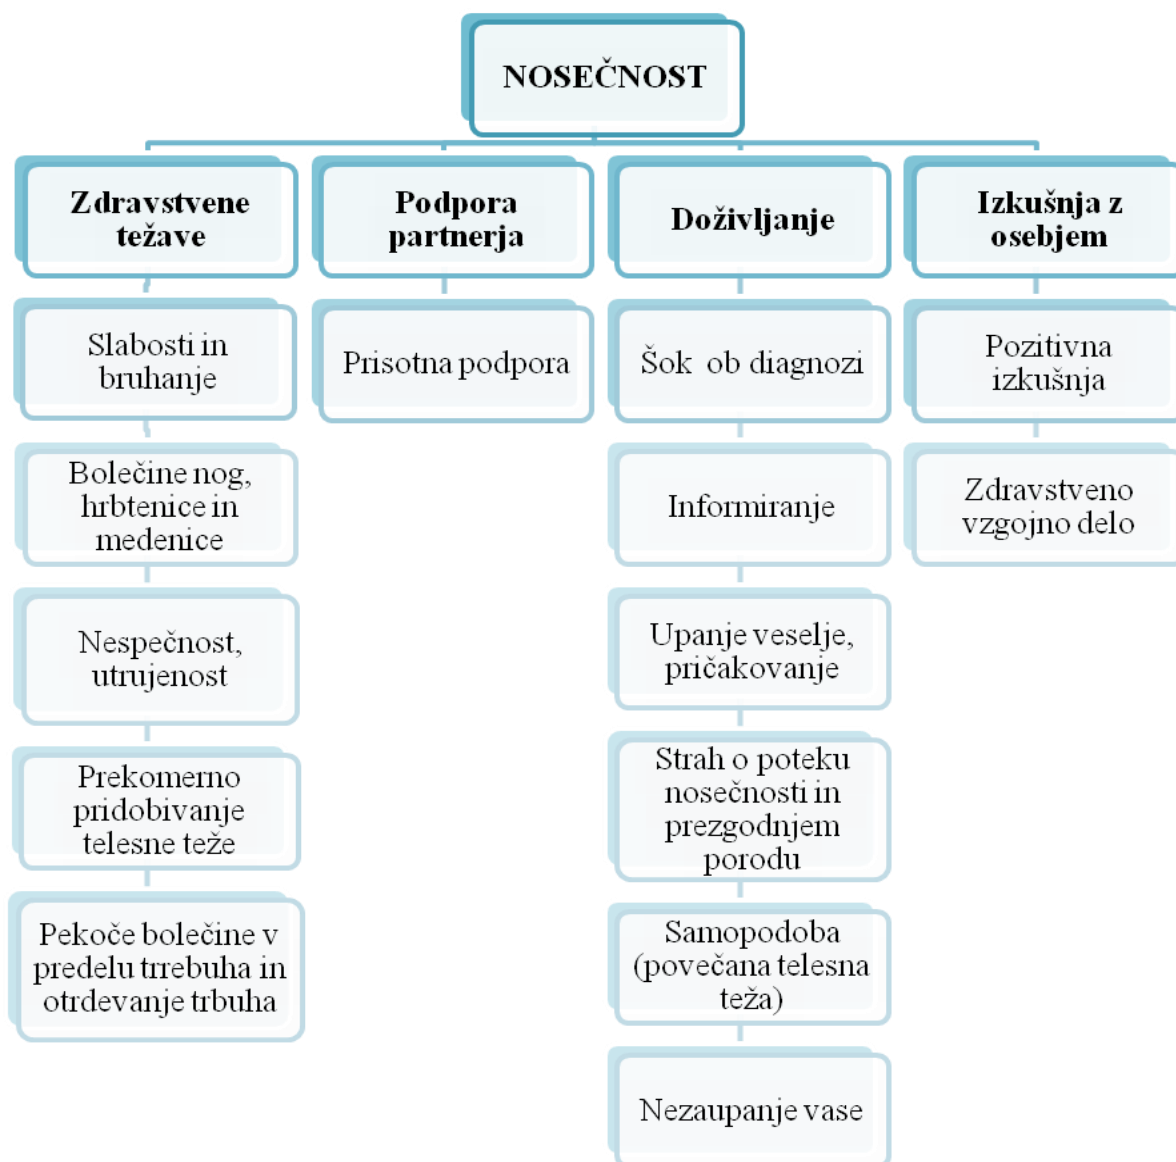 NOSEČNOST
Zdravstvene
težave
Slabosti in
bruhanje
Bolečine nog,
hrbtenice in
medenice
Nespečnost,
utrujenost
Prekomerno
pridobivanje
telesne teže
Pekoče bolečine v
predelu trrebuha in
otrdevanje trbuha
Podpora
partnerja
Prisotna podpora
Doživljanje
Šok ob diagnozi
Informiranje
Upanje veselje,
pričakovanje
Strah o poteku
nosečnosti in
prezgodnjem
porodu
Samopodoba
(povečana telesna
teža)
Nezaupanje vase
Izkušnja z
osebjem
Pozitivna
izkušnja
Zdravstveno
vzgojno delo